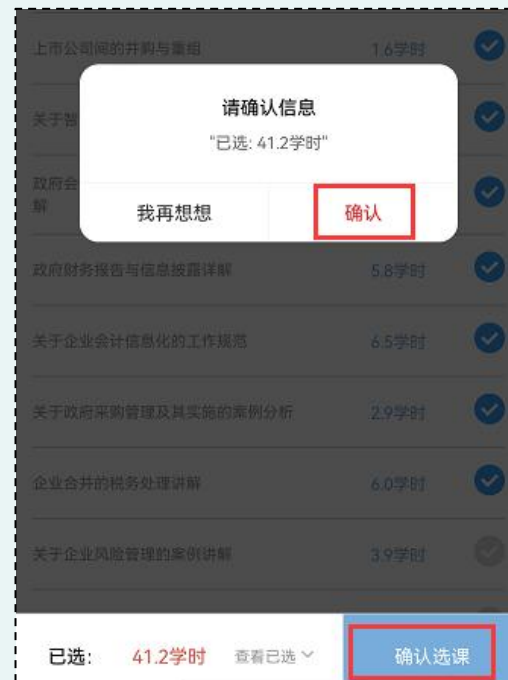 上市公司间的并购与重组 1.6学时
请确认信息
"已选: 41.2学时"
关于智
政府会
解
我再想想 确认
政府财务报告与信息披露详解 5.8学时
关于企业会计信息化的工作规范 6.5学时
关于政府采购管理及其实施的案例分析 2.9学时
企业合并的税务处理讲解 6.0学时
关于企业风险管理的案例讲解 3.9学时
已选: 41.2学时 查看已选 确认选课